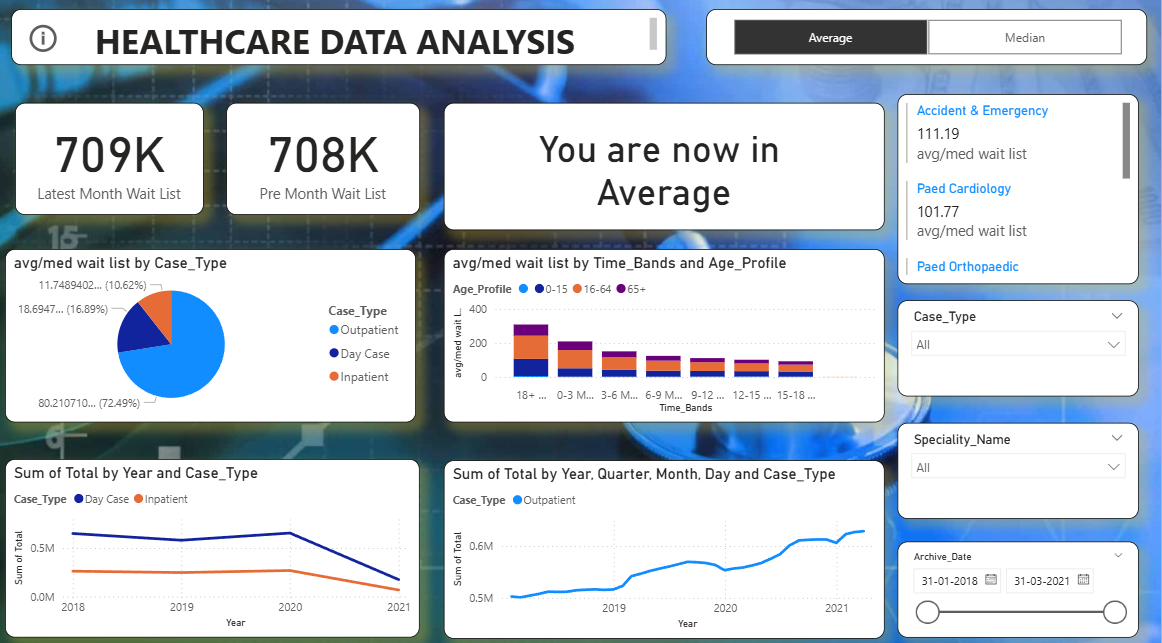 HEALTHCARE DATA ANALYSIS
Average
Median
709K
Latest Month Wait List
708K
Pre Month Wait List
You are now in
Average
Accident & Emergency
111.19
avg/med wait list
Paed Cardiology
101.77
avg/med wait list
Paed Orthopaedic
avg/med wait list by Case_Type
11.7489402... (10.62%)
18.6947... (16.89%)
80.210710... (72.49%)
Case_Type
Outpatient
Day Case
Inpatient
avg/med wait list by Time_Bands and Age_Profile
Age_Profile 0-15 16-64 65+
avg/med wait l...
400
200
0
18+ ... 0-3 M... 3-6 M... 6-9 M... 9-12 ... 12-15 ... 15-18 ...
Time_Bands
Case_Type
All
Speciality_Name
All
Sum of Total by Year and Case_Type
Case_Type Day Case Inpatient
Sum of Total
0.5M
0.0M
2018 2019 2020 2021
Year
Sum of Total by Year, Quarter, Month, Day and Case_Type
Case_Type Outpatient
Sum of Total
0.6M
0.5M
2019 2020 2021
Year
Archive_Date
31-01-2018 31-03-2021